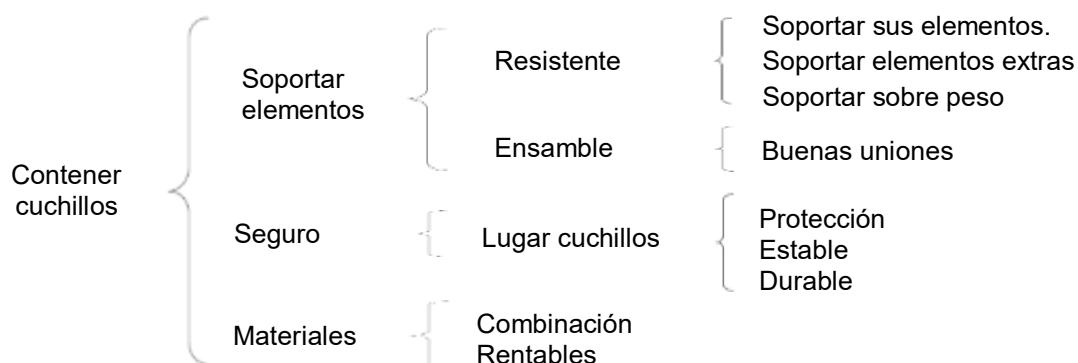 Contener
cuchillos
Soportar
elementos
Resistente
Soportar sus elementos.
Soportar elementos extras
Soportar sobre peso
Ensamble
Buenas uniones
Seguro
Lugar cuchillos
Protección
Estable
Durable
Materiales
Combinación
Rentables